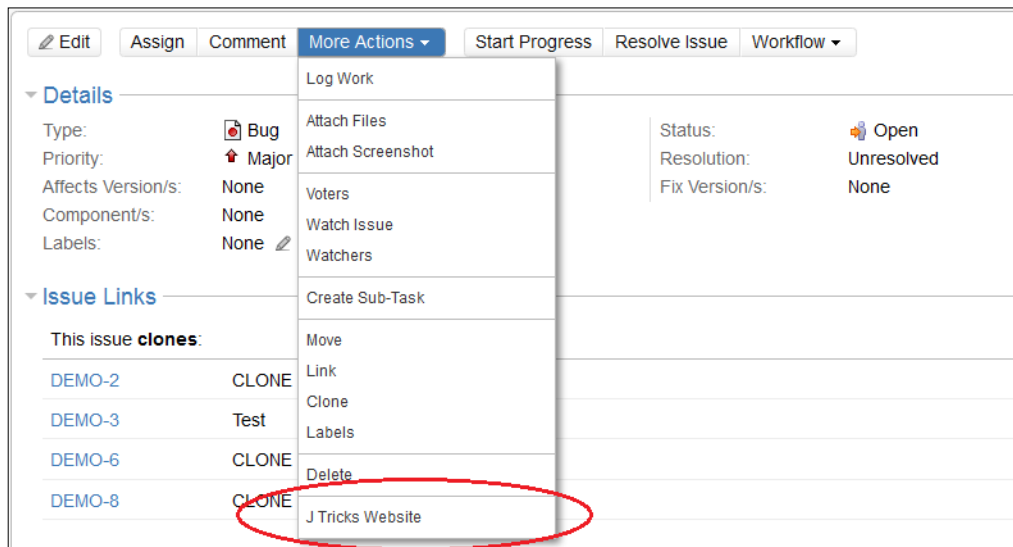 Edit Assign Comment More Actions Start Progress Resolve Issue Workflow
Log Work
Details
Attach Files
Type: Bug Status: Open
Attach Screenshot
Priority: Major Resolution: Unresolved
Affects Version/s: None Voters Fix Version/s: None
Component/s: None Watch Issue
Labels: None Watchers
Issue Links Create Sub-Task
This issue clones: Move
Link
DEMO-2 CLONE
Clone
DEMO-3 Test
Labels
DEMO-6 CLONE
Delete
DEMO-8 CLONE
J Tricks Website